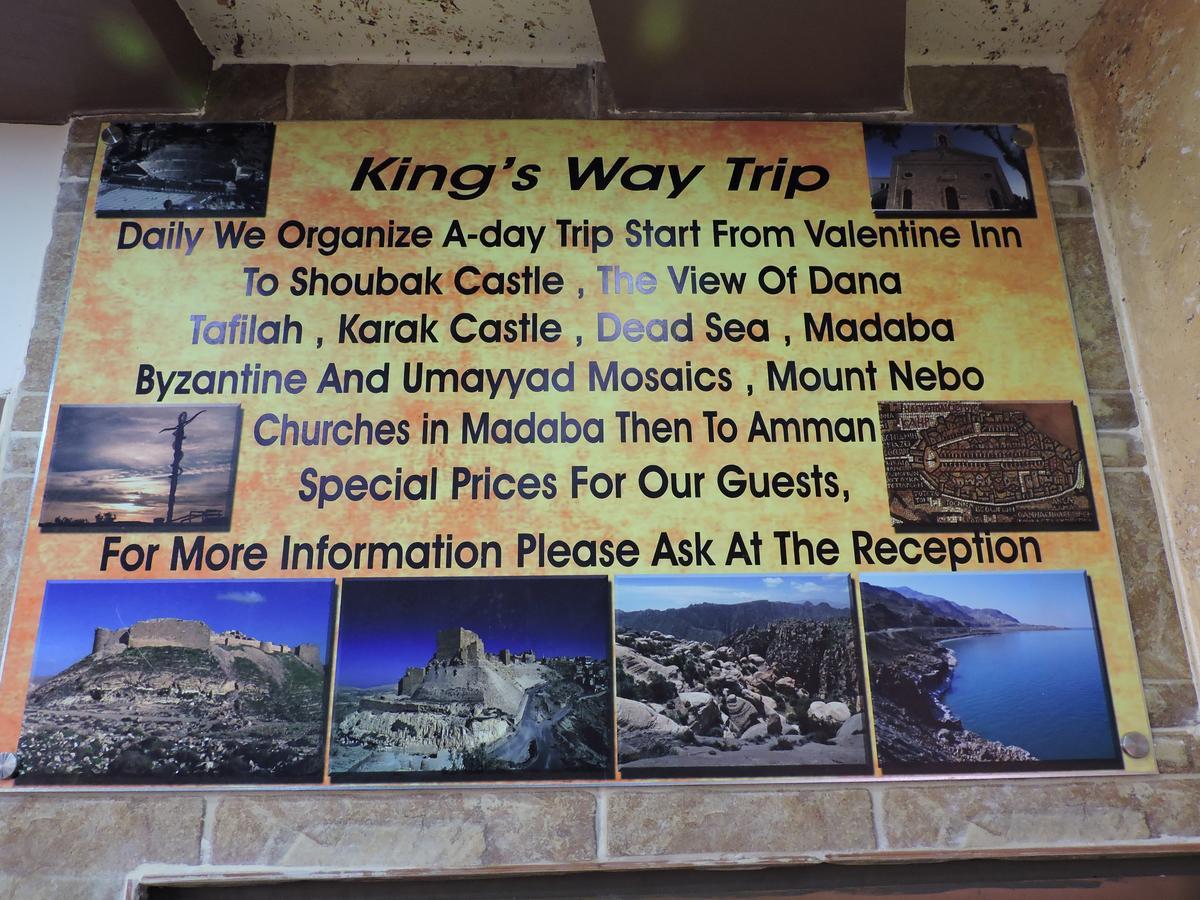 King's Way Trip
Daily We Organize A-day Trip Start From Valentine Inn
To Shoubak Castle , The View Of Dana
Tafilah , Karak Castle , Dead Sea , Madaba
Byzantine And Umayyad Mosaics , Mount Nebo
Churches in Madaba Then To Amman
Special Prices For Our Guests,
For More Information Please Ask At The Reception